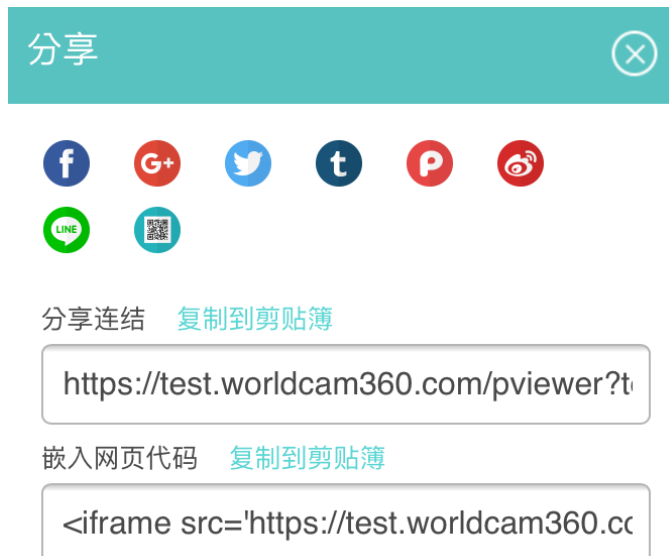 分享
f G+ t P
LINE
分享连结 复制到剪贴簿
https://test.worldcam360.com/pviewer?t
嵌入网页代码 复制到剪贴簿
<iframe src='https://test.worldcam360.c